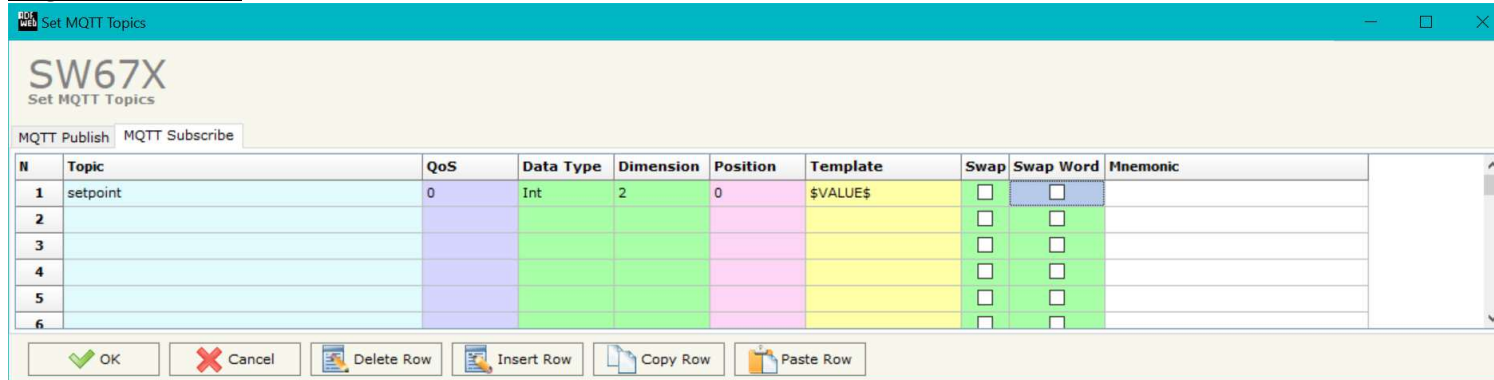 ADF
WEB Set MQTT Topics
SW67X
Set MQTT Topics
MQTT Publish MQTT Subscribe
N Topic QoS Data Type Dimension Position Template Swap Swap Word Mnemonic
1 setpoint 0 Int 2 0 $VALUE$
2
3
4
5
6
OK Cancel Delete Row Insert Row Copy Row Paste Row